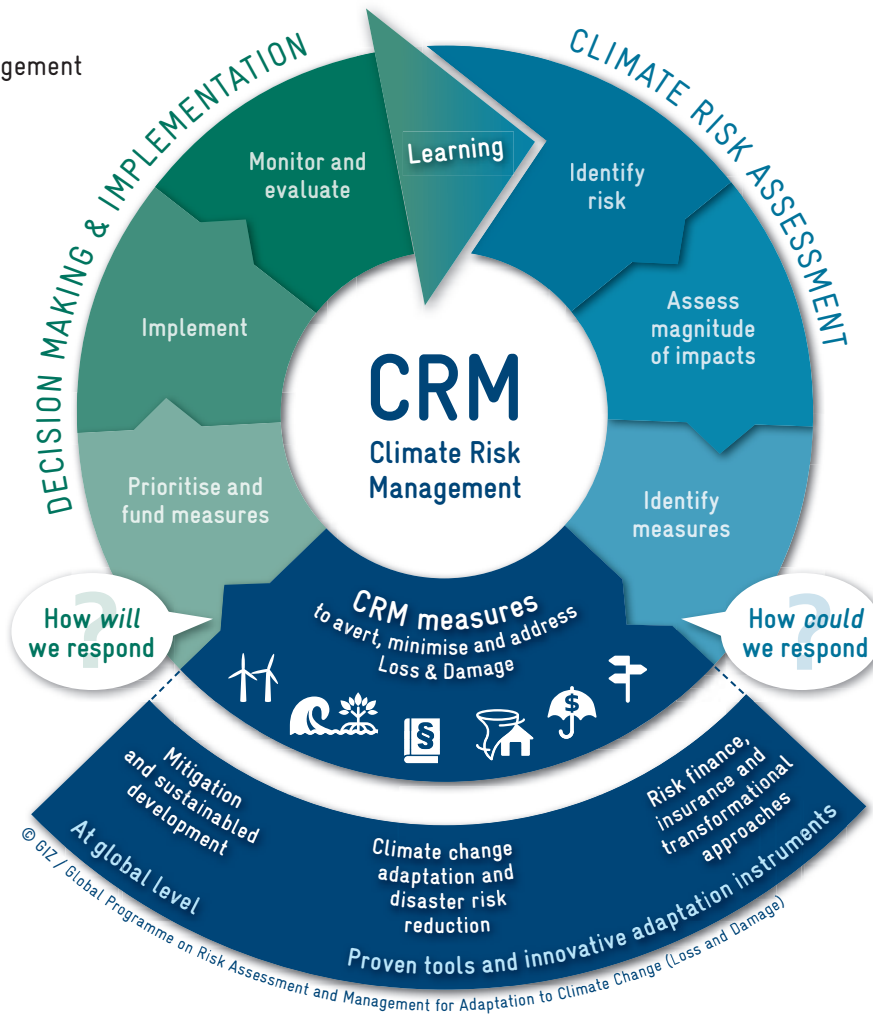 gement
DECISION MAKING & IMPLEMENTATION
CLIMATE RISK ASSESSMENT
Learning
Monitor and
evaluate
Identify
risk
Implement
Assess
magnitude
of impacts
CRM
Climate Risk
Management
Prioritise and
fund measures
Identify
measures
How will
we respond
?
How could
we respond
?
CRM measures
to avert, minimise and address
Loss & Damage
§
$
Mitigation
and sustainabled
development
Climate change
adaptation and
disaster risk
reduction
Risk finance,
insurance and
transformational
approaches
At global level
Proven tools and innovative adaptation instruments
© GIZ / Global Programme on Risk Assessment and Management for Adaptation to Climate Change (Loss and Damage)